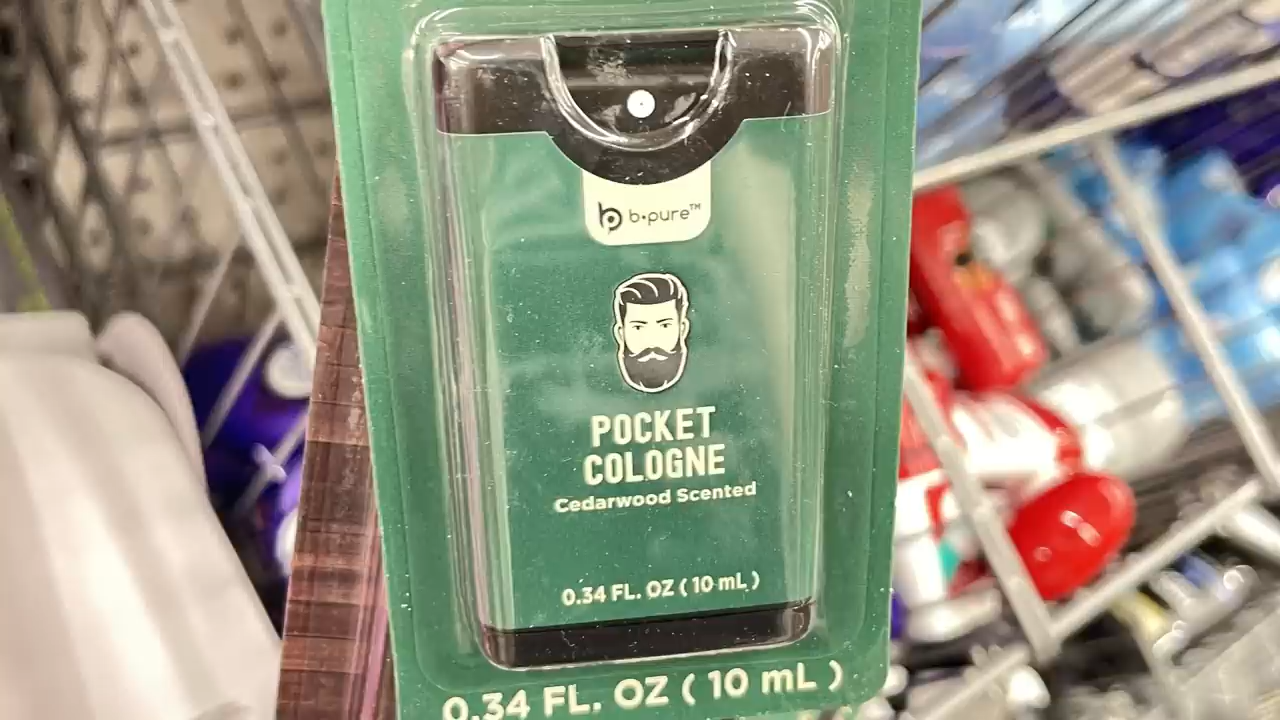 b•pure™
POCKET
COLOGNE
Cedarwood Scented
0.34 FL. OZ ( 10 mL )
0.34 FL. OZ ( 10 mL )